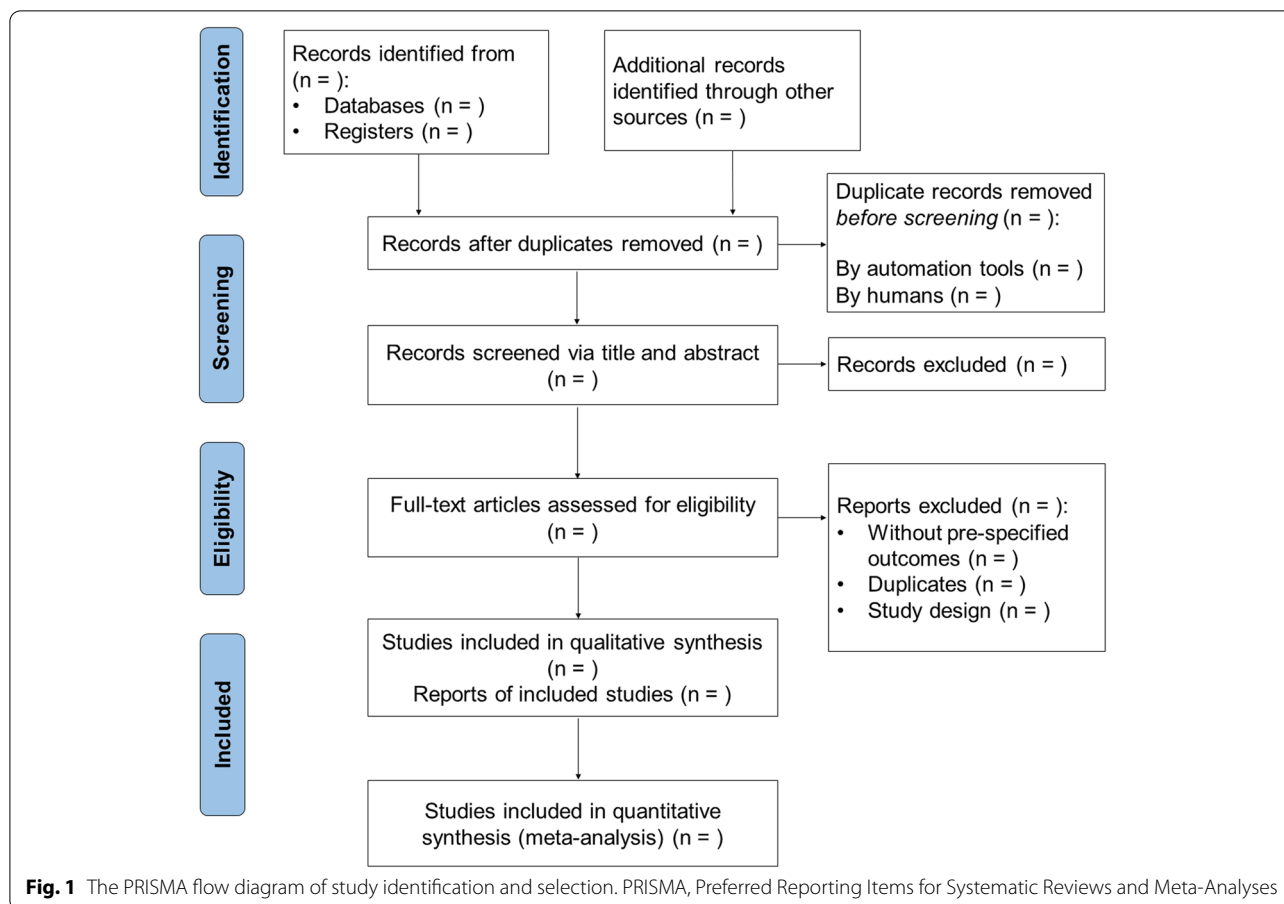 Identification
Records identified from
(n = ):
• Databases (n = )
• Registers (n = )
Additional records
identified through other
sources (n = )
Duplicate records removed
before screening (n = ):
By automation tools (n = )
By humans (n = )
Records after duplicates removed (n = )
Screening
Records screened via title and abstract
(n = )
Records excluded (n = )
Eligibility
Full-text articles assessed for eligibility
(n = )
Reports excluded (n = ):
• Without pre-specified
outcomes (n = )
• Duplicates (n = )
• Study design (n = )
Included
Studies included in qualitative synthesis
(n = )
Reports of included studies (n = )
Studies included in quantitative
synthesis (meta-analysis) (n = )
Fig. 1 The PRISMA flow diagram of study identification and selection. PRISMA, Preferred Reporting Items for Systematic Reviews and Meta-Analyses